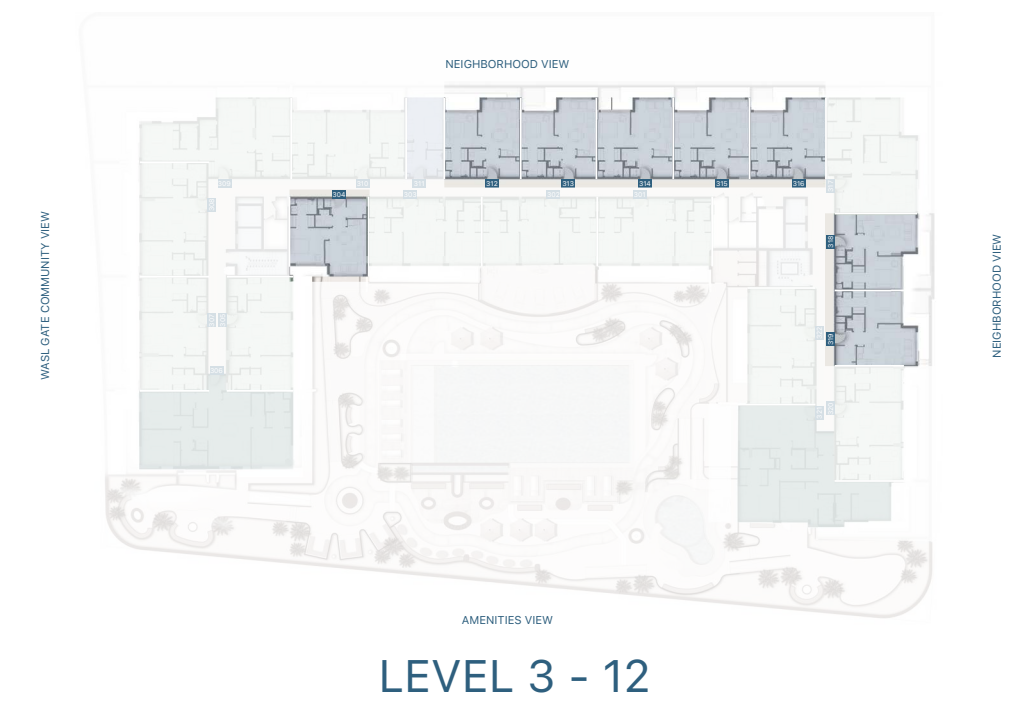 NEIGHBORHOOD VIEW
312
313
314
315
316
304
318
319
WASL GATE COMMUNITY VIEW
NEIGHBORHOOD VIEW
AMENITIES VIEW
LEVEL 3 - 12